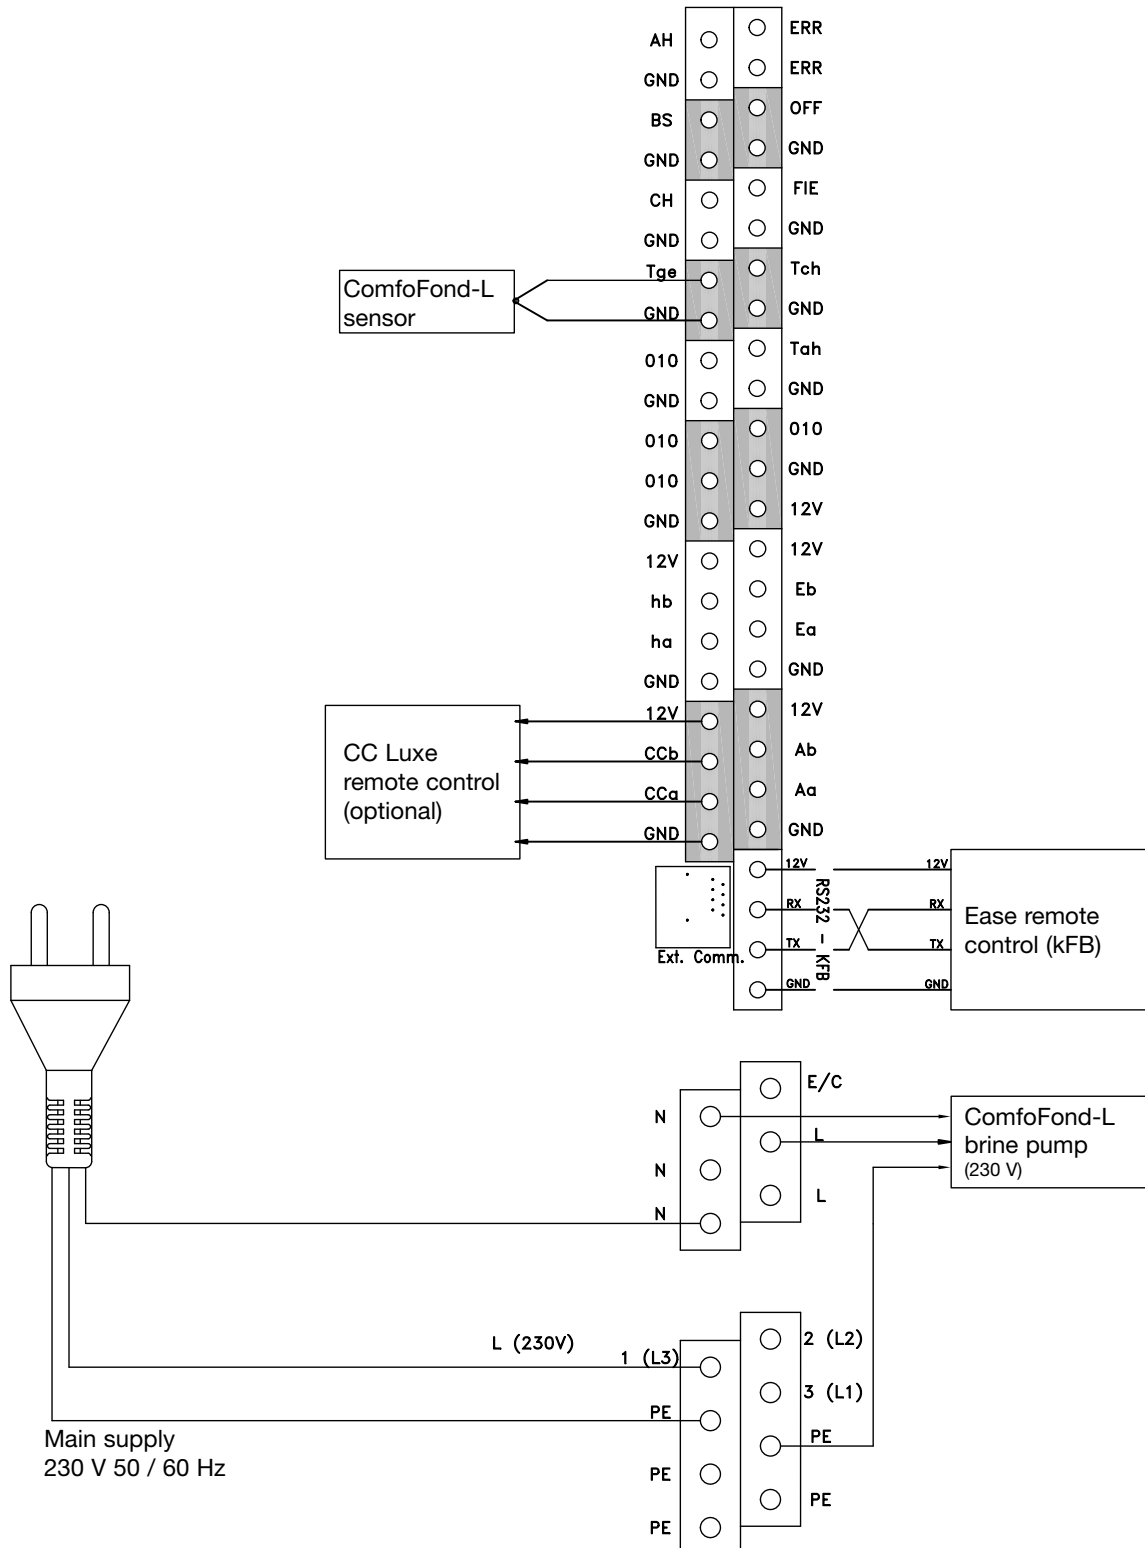 AH
ERR
GND
ERR
BS
OFF
GND
GND
CH
FIE
GND
GND
Tge
Tch
ComfoFond-L
sensor
GND
GND
010
Tah
GND
GND
010
010
010
GND
GND
12V
12V
12V
hb
Eb
ha
Ea
GND
GND
12V
12V
CC Luxe
remote control
(optional)
CCb
Ab
CCa
Aa
GND
GND
Ext. Comm.
12V
RX
TX
GND
RS232 - KFB
12V
RX
TX
GND
Ease remote
control (kFB)
E/C
N
L
N
L
N
ComfoFond-L
brine pump
(230 V)
L (230V)
1 (L3)
2 (L2)
3 (L1)
PE
PE
PE
PE
PE
Main supply
230 V 50 / 60 Hz